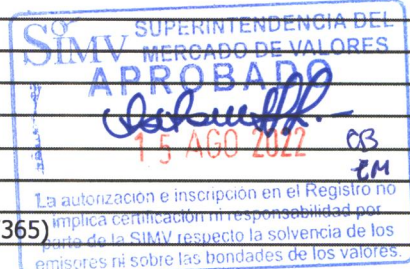 SIMV SUPERINTENDENCIA DEL
MERCADO DE VALORES
APROBADO
15 AGO 2022
OB
EM
La autorización e inscripción en el Registro no
implica certificación ni responsabilidad por
365) parte de la SIMV respecto la solvencia de los
emisores ni sobre las bondades de los valores.